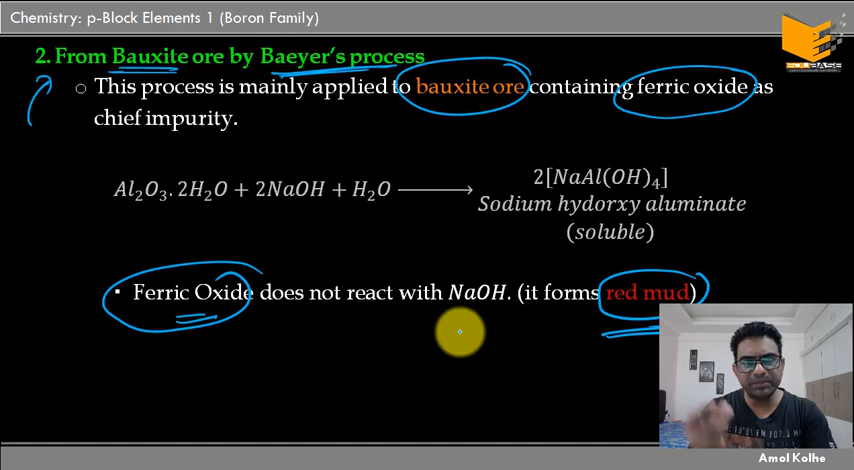 Chemistry: p-Block Elements 1 (Boron Family)
EDUBASE
2. From Bauxite ore by Baeyer's process
○ This process is mainly applied to bauxite ore containing ferric oxide as
chief impurity.
Al₂O₃.2H₂O + 2NaOH + H₂O ⟶ 2[NaAl(OH)₄]
Sodium hydorxy aluminate
(soluble)
▪ Ferric Oxide does not react with NaOH. (it forms red mud)
Amol Kolhe